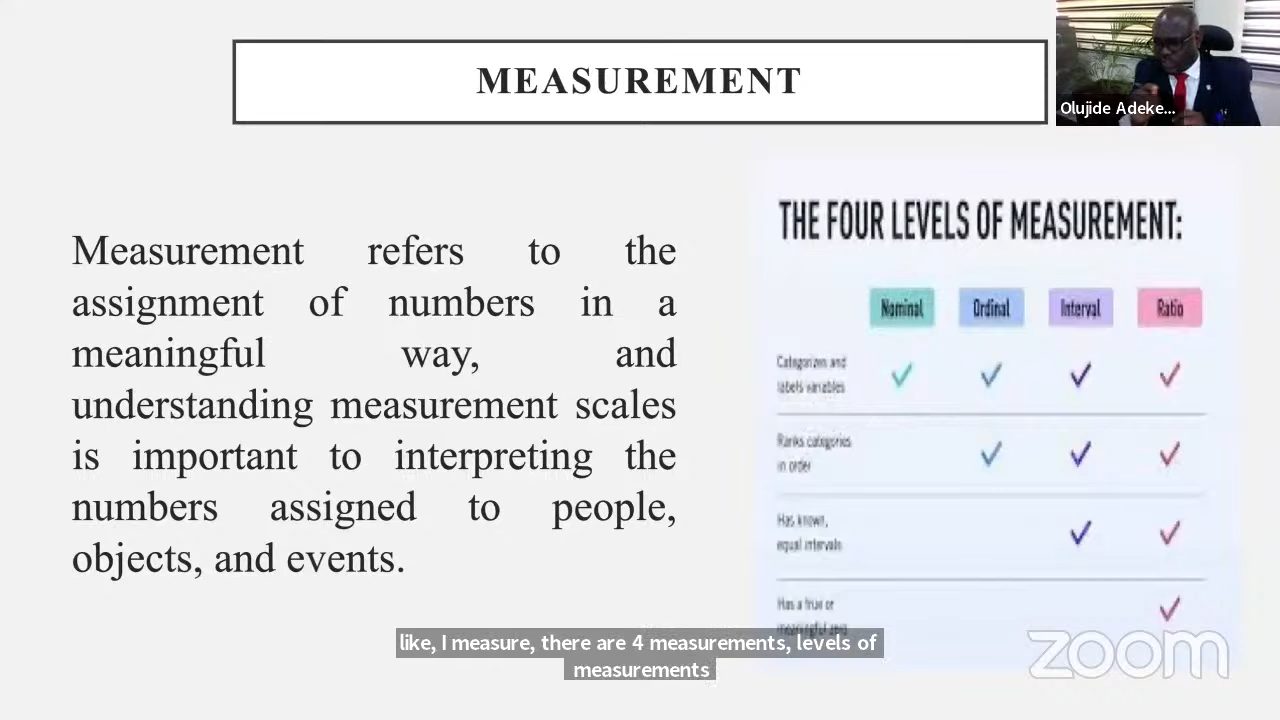 MEASUREMENT
Olujide Adeke...
Measurement refers to the
assignment of numbers in a
meaningful way, and
understanding measurement scales
is important to interpreting the
numbers assigned to people,
objects, and events.
THE FOUR LEVELS OF MEASUREMENT:
Nominal Ordinal Interval Ratio
Categorizes and
labels variables
Ranks categories
in order
Has known,
equal intervals
Has a true or
meaningful zero
like, I measure, there are 4 measurements, levels of
measurements
zoom